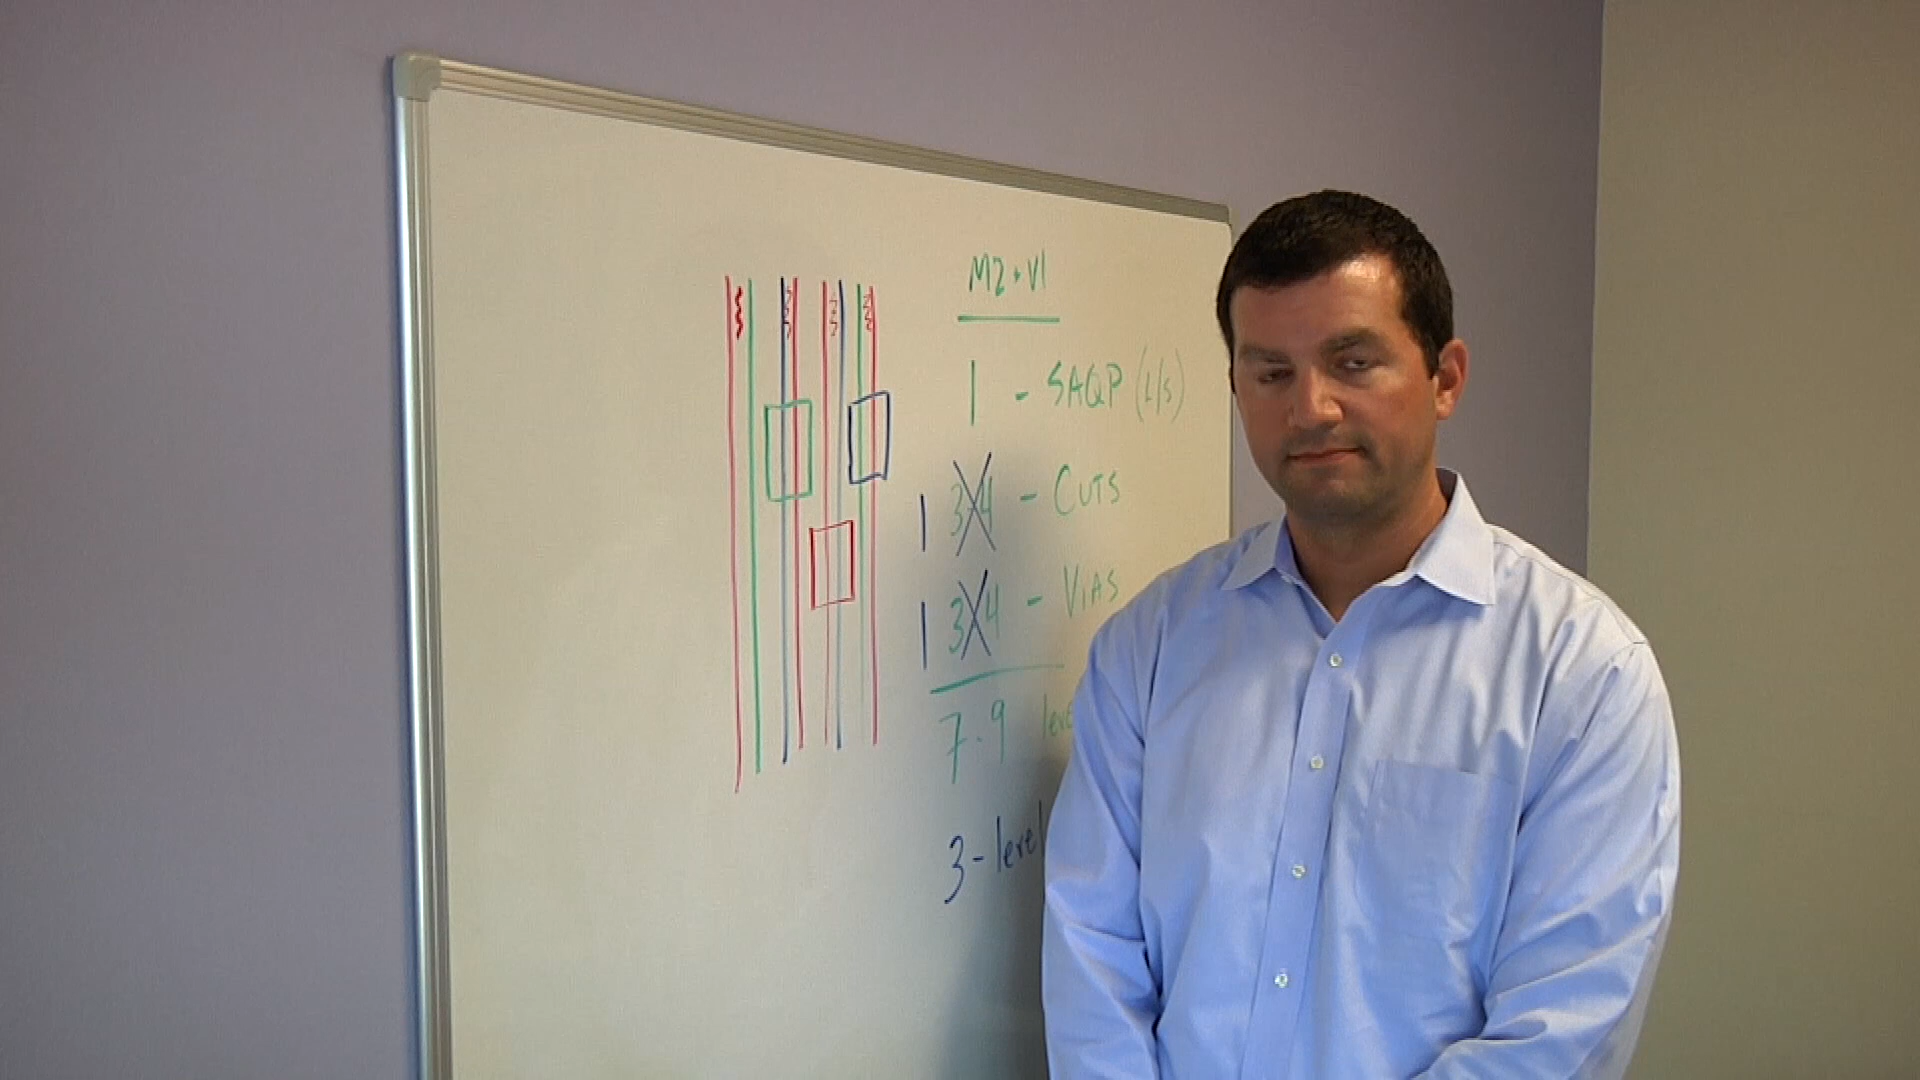 M2 + V1
1 - SAQP (L/S)
1 3-4 - CUTS
1 3-4 - VIAS
7-9
3-level